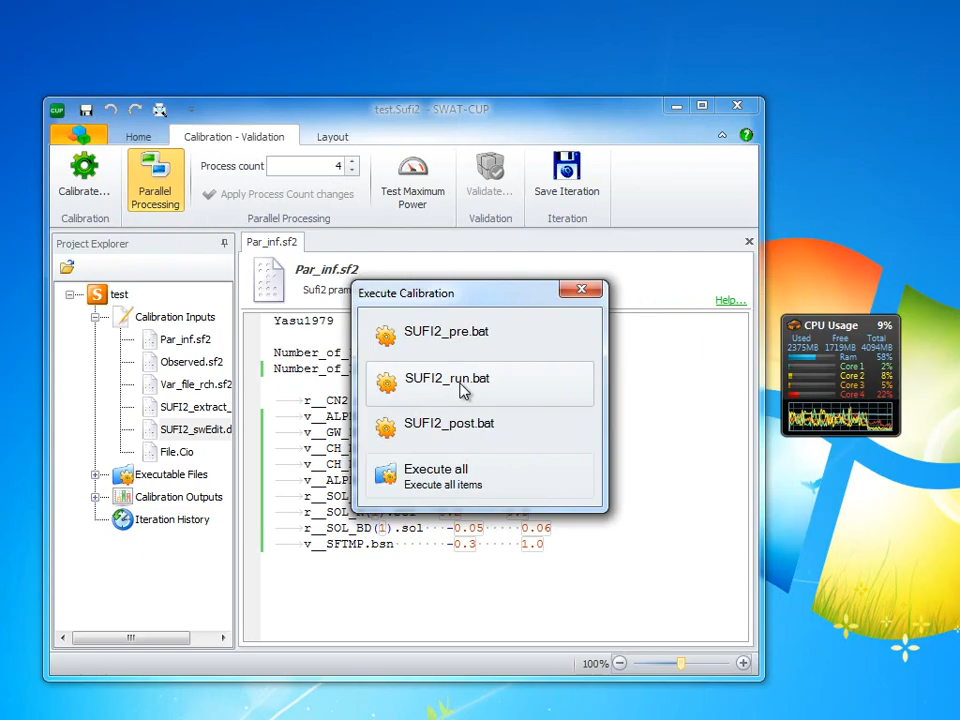 CUP
test.Sufi2 - SWAT-CUP
Home
Calibration - Validation
Layout
Calibrate...
Parallel
Processing
Process count
4
Apply Process Count changes
Test Maximum
Power
Validate...
Save Iteration
Calibration
Parallel Processing
Validation
Iteration
Project Explorer
Par_inf.sf2
S test
Calibration Inputs
Par_inf.sf2
Observed.sf2
Var_file_rch.sf2
SUFI2_extract_
SUFI2_swEdit.d
File.Cio
Executable Files
Calibration Outputs
Iteration History
Par_inf.sf2
Sufi2 pram
Help...
Yasu1979
Number_of_
Number_of_
r__CN2
v__ALP
v__GW_
v__CH_
v__CH_
v__ALP
r__SOL_
r__SOL_
r__SOL_BD(1).sol -0.05 0.06
v__SFTMP.bsn -0.3 1.0
Execute Calibration
SUFI2_pre.bat
SUFI2_run.bat
SUFI2_post.bat
Execute all
Execute all items
100%
CPU Usage 9%
Used Free Total
2375MB 1719MB 4094MB
Ram 58%
Core 1 2%
Core 2 8%
Core 3 5%
Core 4 22%